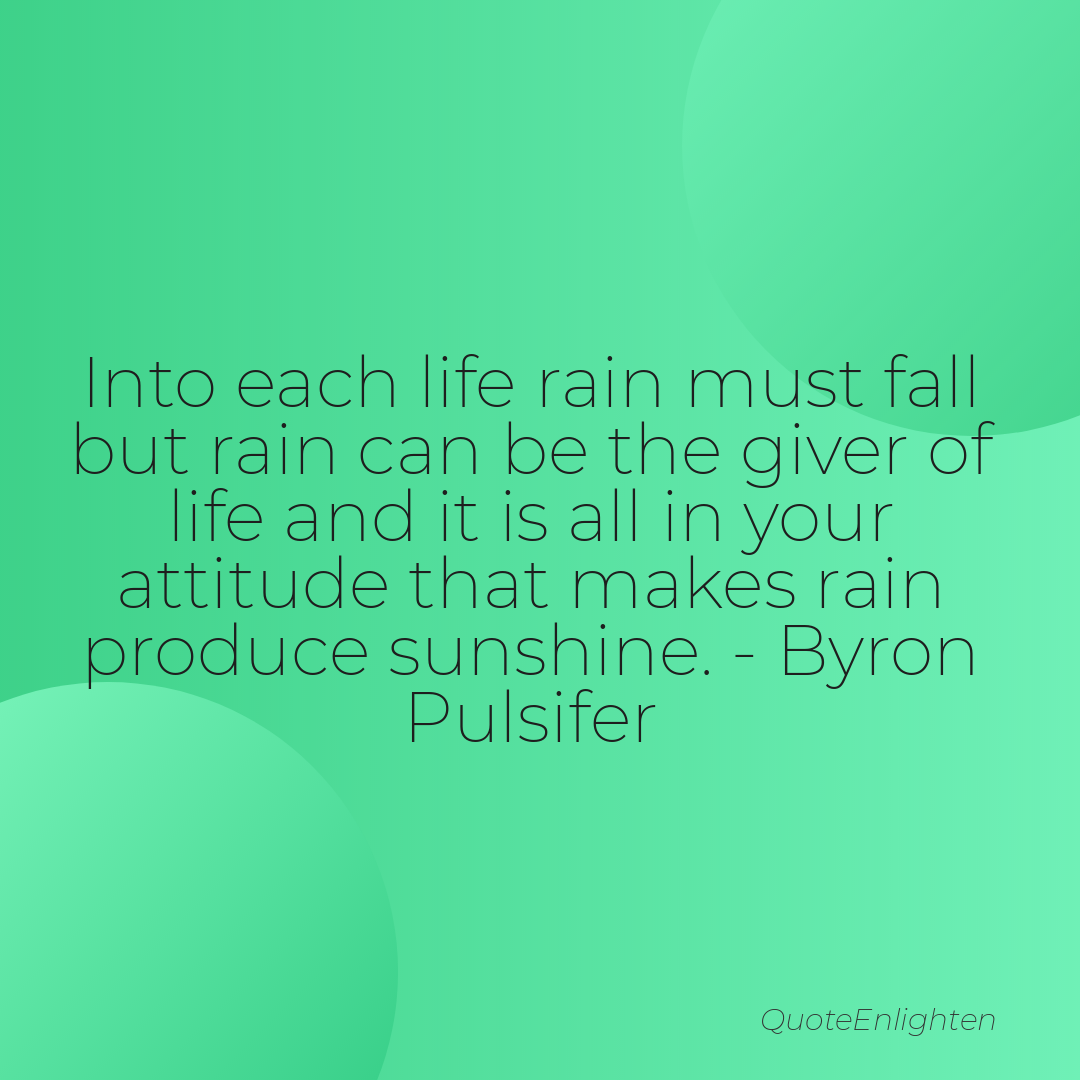 Into each life rain must fall
but rain can be the giver of
life and it is all in your
attitude that makes rain
produce sunshine. - Byron
Pulsifer
QuoteEnlighten